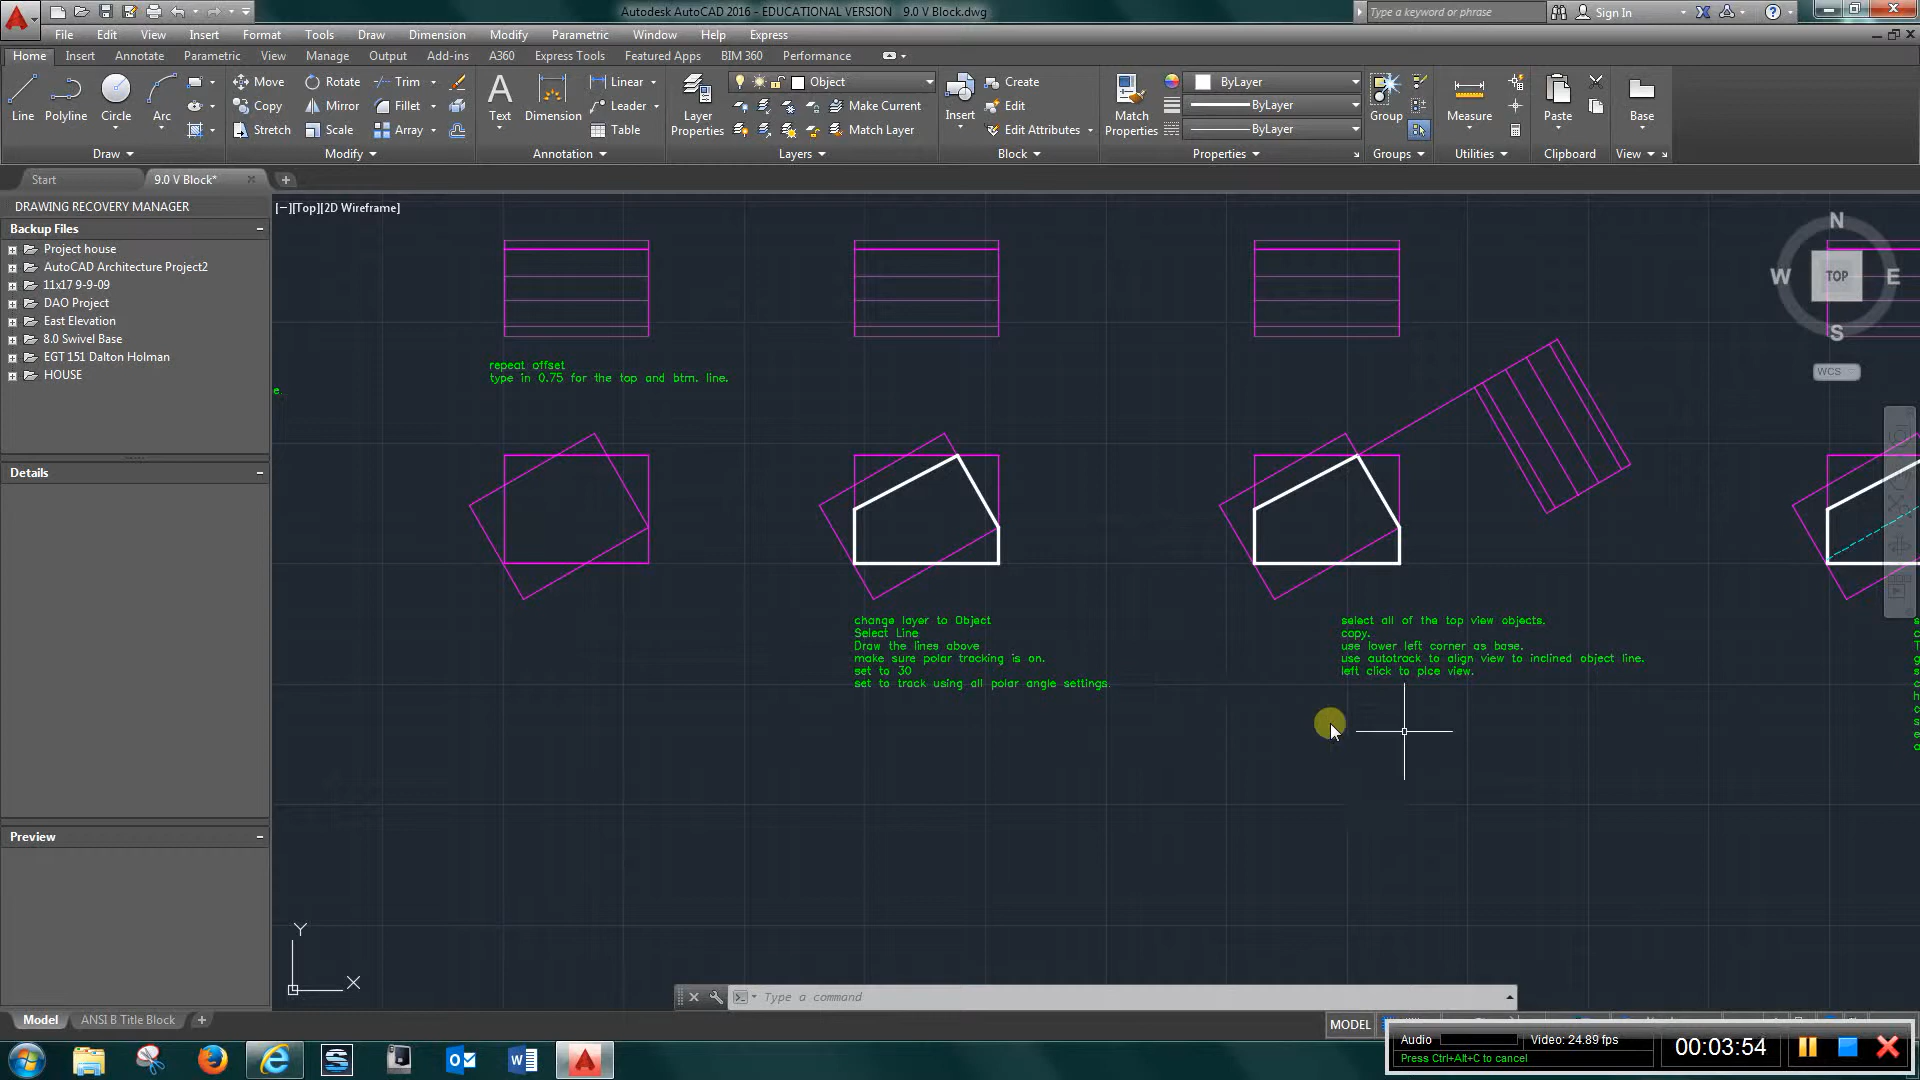 Autodesk AutoCAD 2016 - EDUCATIONAL VERSION 9.0 V Block.dwg
Type a keyword or phrase
Sign In
File Edit View Insert Format Tools Draw Dimension Modify Parametric Window Help Express
Home Insert Annotate Parametric View Manage Output Add-ins A360 Express Tools Featured Apps BIM 360 Performance
Move Rotate Trim Linear Object Create ByLayer
Copy Mirror Fillet Leader Make Current Edit ByLayer
Line Polyline Circle Arc Text Dimension Layer Properties Insert Match Properties Group Measure Paste Base
Stretch Scale Array Table Match Layer Edit Attributes ByLayer
Draw Modify Annotation Layers Block Properties Groups Utilities Clipboard View
Start 9.0 V Block*
DRAWING RECOVERY MANAGER
Backup Files
Project house
AutoCAD Architecture Project2
11x17 9-9-09
DAO Project
East Elevation
8.0 Swivel Base
EGT 151 Dalton Holman
HOUSE
Details
Preview
[−][Top][2D Wireframe]
N
W TOP E
S
WCS
e.
repeat offset
type in 0.75 for the top and btm. line.
change layer to Object
Select Line
Draw the lines above
make sure polar tracking is on.
set to 30
set to track using all polar angle settings.
select all of the top view objects.
copy.
use lower left corner as base.
use autotrack to align view to inclined object line.
left click to plce view.
Y
X
Type a command
Model ANSI B Title Block
MODEL
Audio Video: 24.89 fps
Press Ctrl+Alt+C to cancel
00:03:54